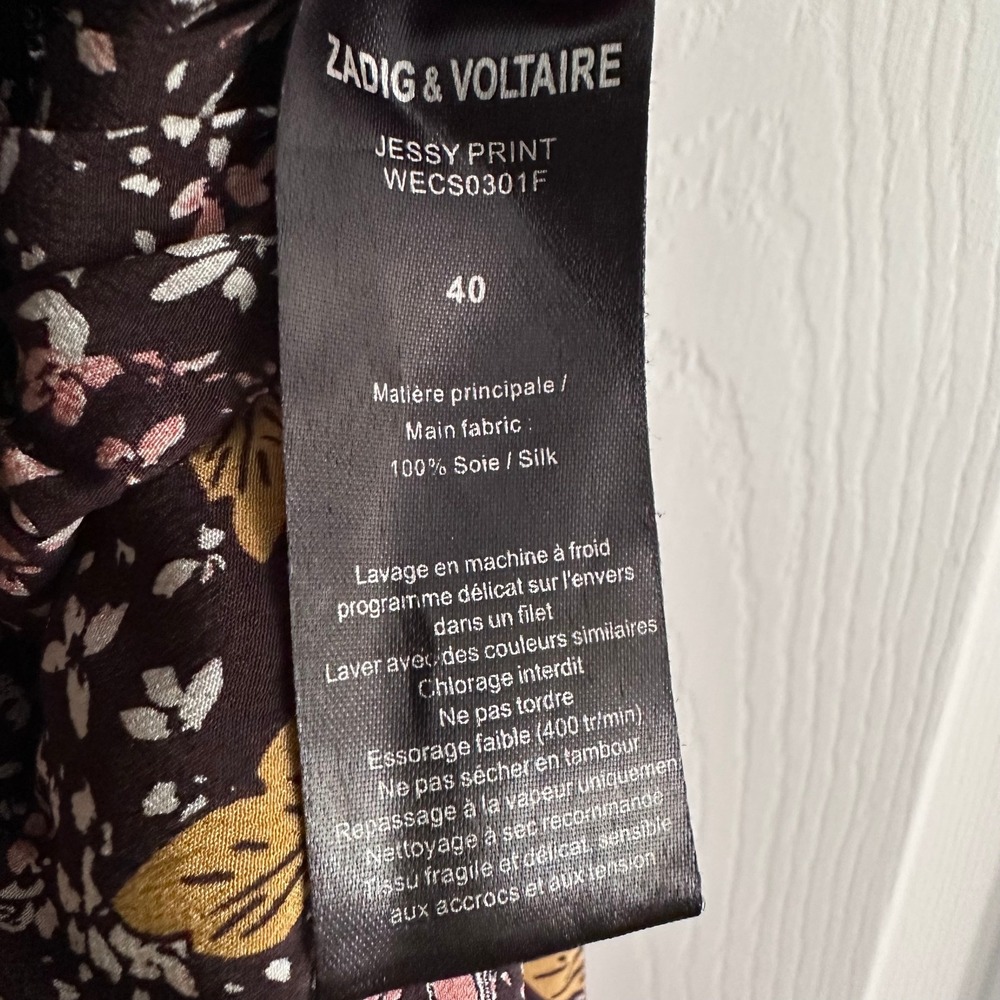 ZADIG & VOLTAIRE
JESSY PRINT
WECS0301F
40
Matière principale /
Main fabric :
100% Soie / Silk
Lavage en machine à froid
programme délicat sur l'envers
dans un filet
Laver avec des couleurs similaires
Chlorage interdit
Ne pas tordre
Essorage faible (400 tr/min)
Ne pas sécher en tambour
Repassage à la vapeur uniquemen
Nettoyage à sec recommandé
Tissu fragile et délicat, sensible
aux accrocs et aux tension